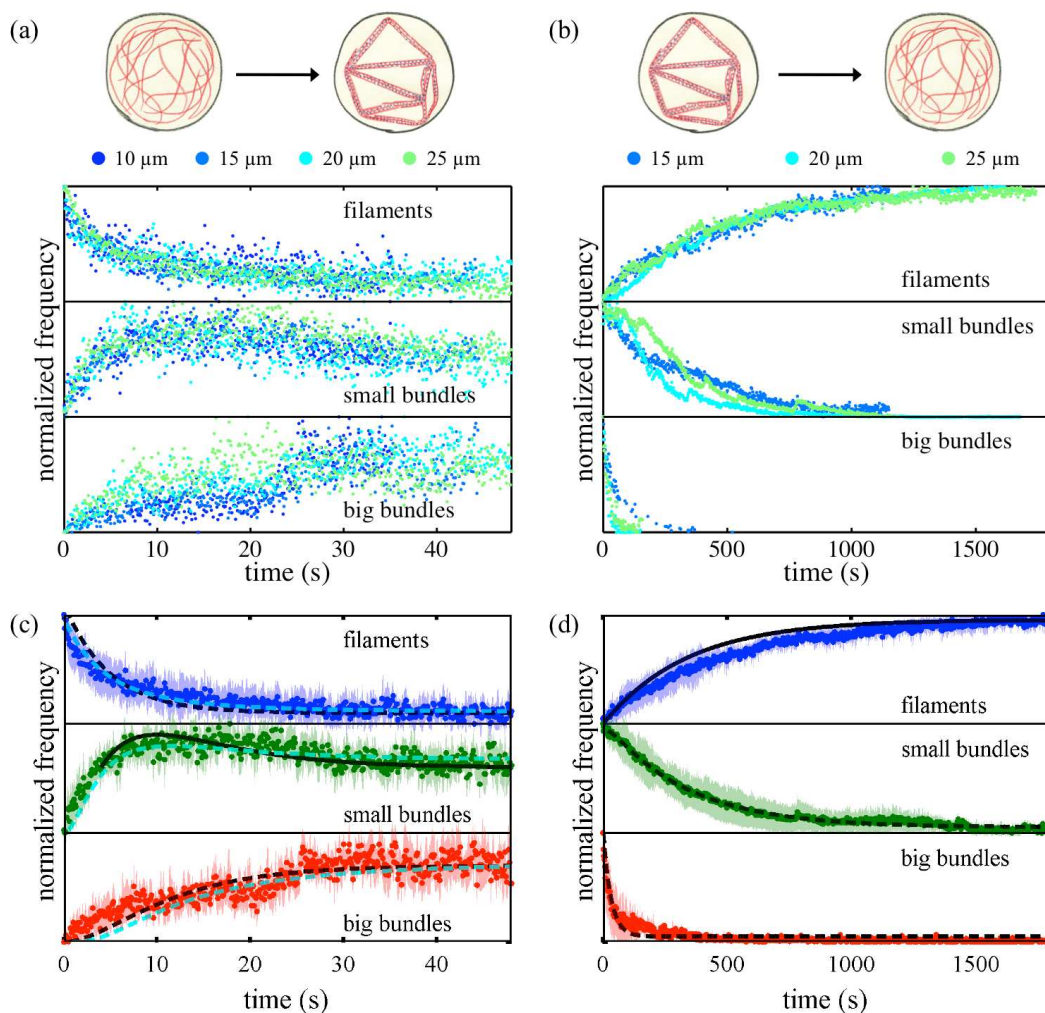 (a)
10 µm 15 µm 20 µm 25 µm
normalized frequency
filaments
small bundles
big bundles
0 10 20 30 40
time (s)
(b)
15 µm 20 µm 25 µm
normalized frequency
filaments
small bundles
big bundles
0 500 1000 1500
time (s)
(c)
normalized frequency
filaments
small bundles
big bundles
0 10 20 30 40
time (s)
(d)
normalized frequency
filaments
small bundles
big bundles
0 500 1000 1500
time (s)